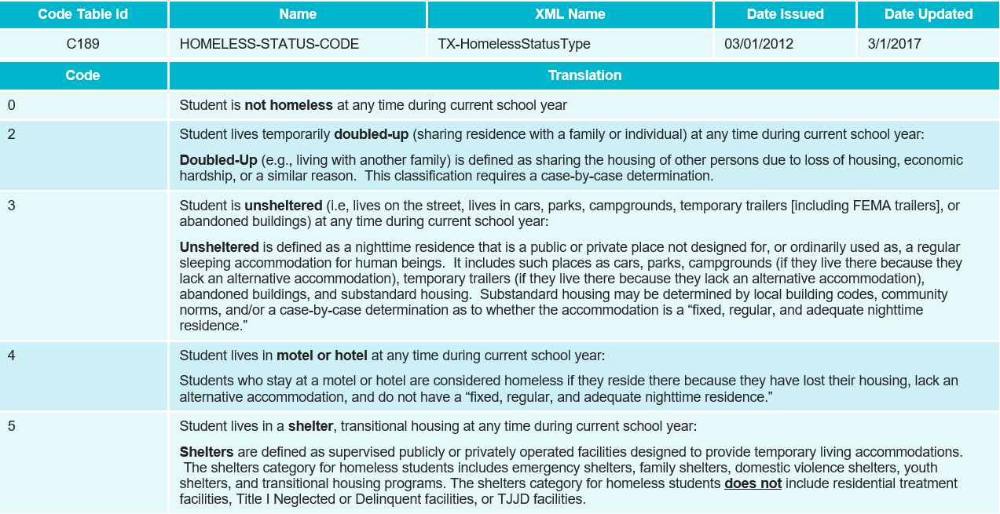 Code Table Id Name XML Name Date Issued Date Updated
C189 HOMELESS-STATUS-CODE TX-HomelessStatusType 03/01/2012 3/1/2017
Code Translation
0 Student is not homeless at any time during current school year
2 Student lives temporarily doubled-up (sharing residence with a family or individual) at any time during current school year:
Doubled-Up (e.g., living with another family) is defined as sharing the housing of other persons due to loss of housing, economic
hardship, or a similar reason.  This classification requires a case-by-case determination.
3 Student is unsheltered (i.e, lives on the street, lives in cars, parks, campgrounds, temporary trailers [including FEMA trailers], or
abandoned buildings) at any time during current school year:
Unsheltered is defined as a nighttime residence that is a public or private place not designed for, or ordinarily used as, a regular
sleeping accommodation for human beings.  It includes such places as cars, parks, campgrounds (if they live there because they
lack an alternative accommodation), temporary trailers (if they live there because they lack an alternative accommodation),
abandoned buildings, and substandard housing.  Substandard housing may be determined by local building codes, community
norms, and/or a case-by-case determination as to whether the accommodation is a “fixed, regular, and adequate nighttime
residence.”
4 Student lives in motel or hotel at any time during current school year:
Students who stay at a motel or hotel are considered homeless if they reside there because they have lost their housing, lack an
alternative accommodation, and do not have a “fixed, regular, and adequate nighttime residence.”
5 Student lives in a shelter, transitional housing at any time during current school year:
Shelters are defined as supervised publicly or privately operated facilities designed to provide temporary living accommodations.
The shelters category for homeless students includes emergency shelters, family shelters, domestic violence shelters, youth
shelters, and transitional housing programs. The shelters category for homeless students does not include residential treatment
facilities, Title I Neglected or Delinquent facilities, or TJJD facilities.